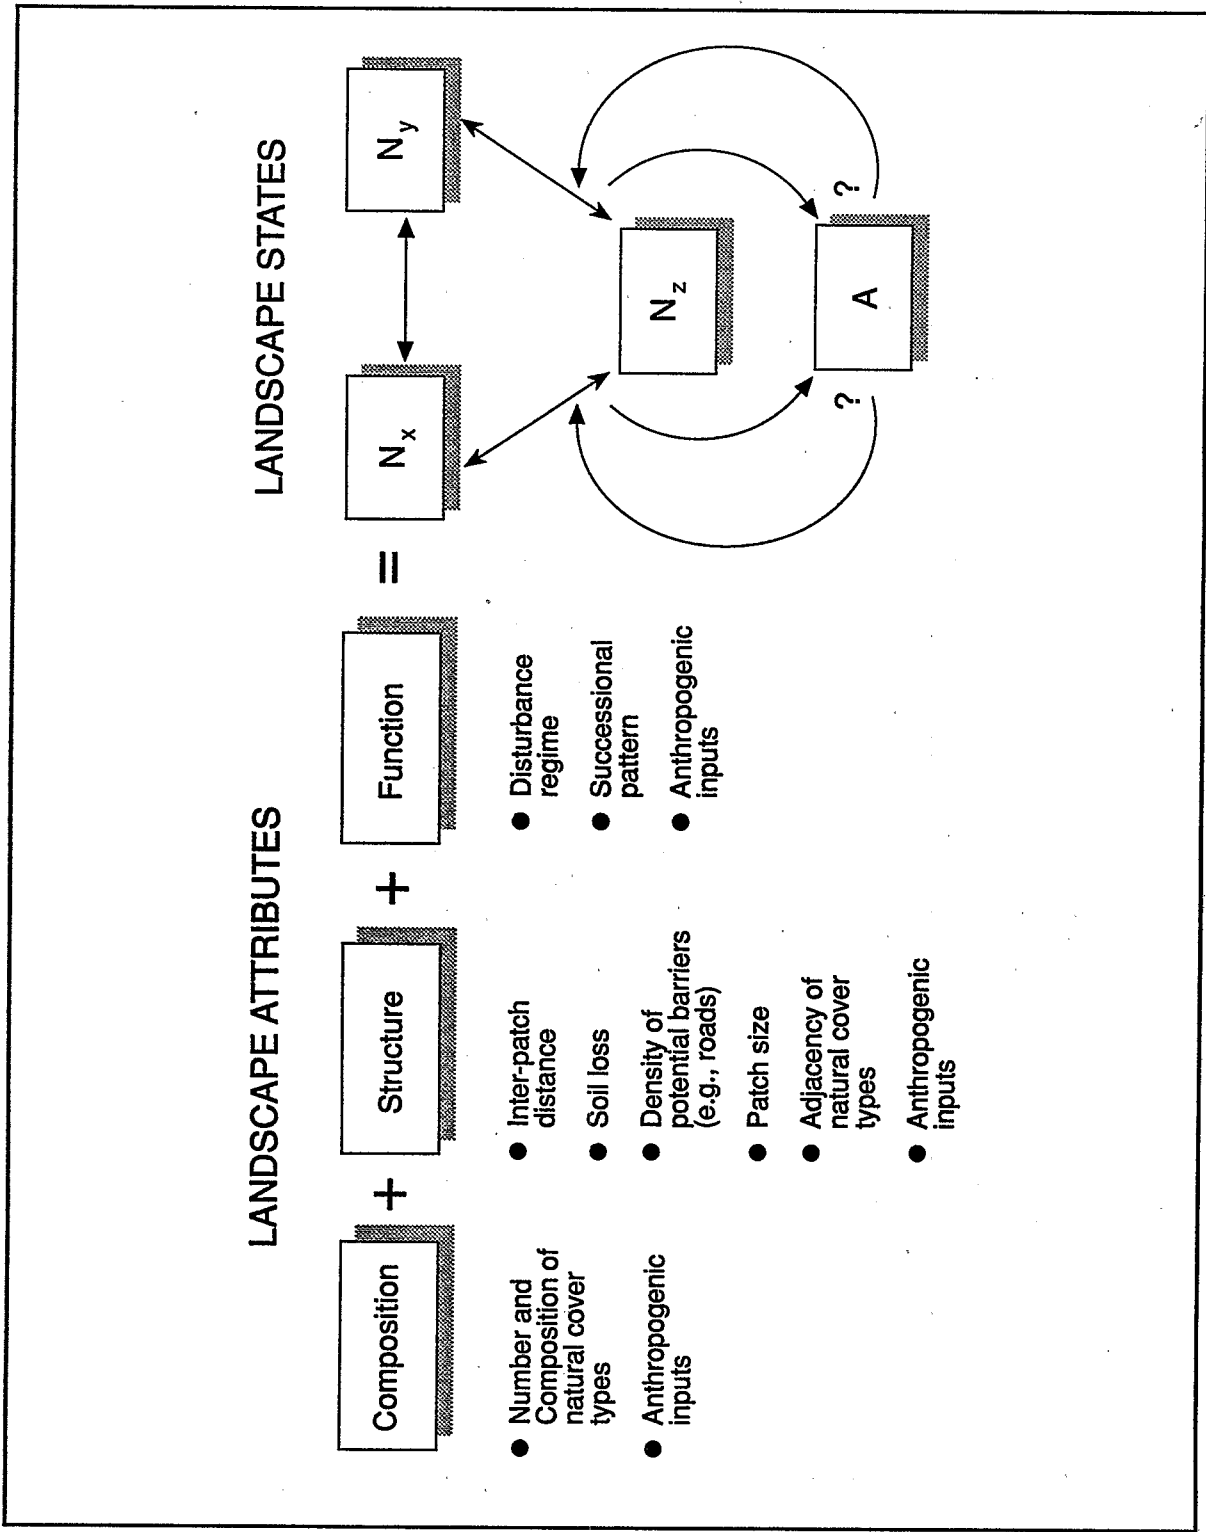 LANDSCAPE ATTRIBUTES
LANDSCAPE STATES
Composition
+
Structure
+
Function
=
● Number and
Composition of
natural cover
types
● Anthropogenic
inputs
● Inter-patch
distance
● Soil loss
● Density of
potential barriers
(e.g., roads)
● Patch size
● Adjacency of
natural cover
types
● Anthropogenic
inputs
● Disturbance
regime
● Successional
pattern
● Anthropogenic
inputs
Nx
Ny
Nz
?
?
A